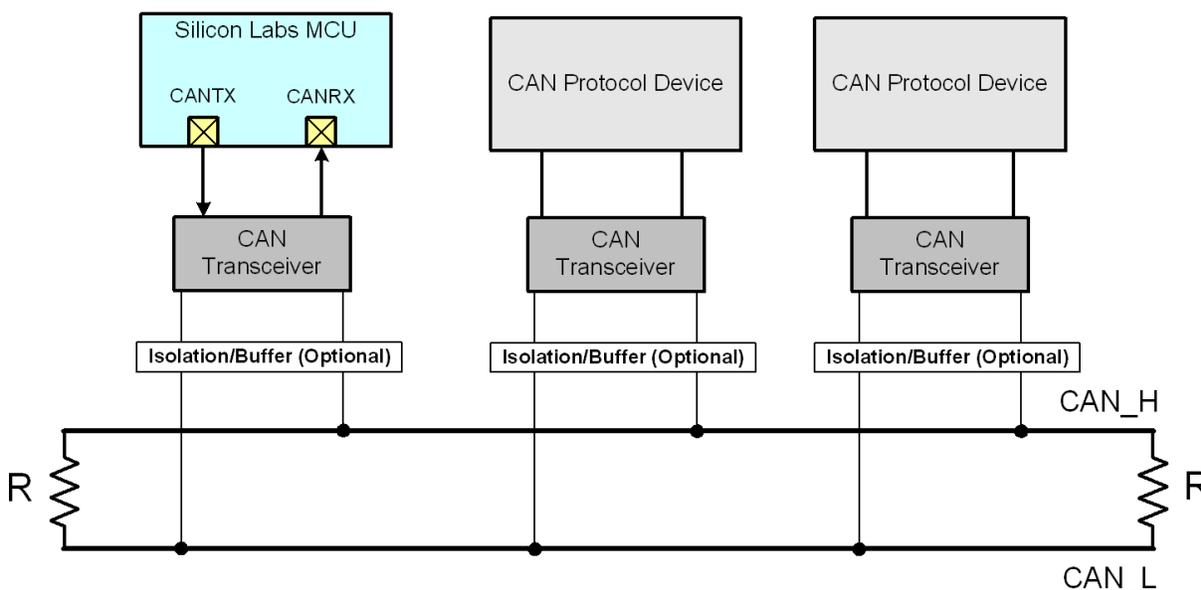 Silicon Labs MCU
CANTX
CANRX
CAN
Transceiver
Isolation/Buffer (Optional)
CAN Protocol Device
CAN
Transceiver
Isolation/Buffer (Optional)
CAN Protocol Device
CAN
Transceiver
Isolation/Buffer (Optional)
CAN_H
R
R
CAN_L